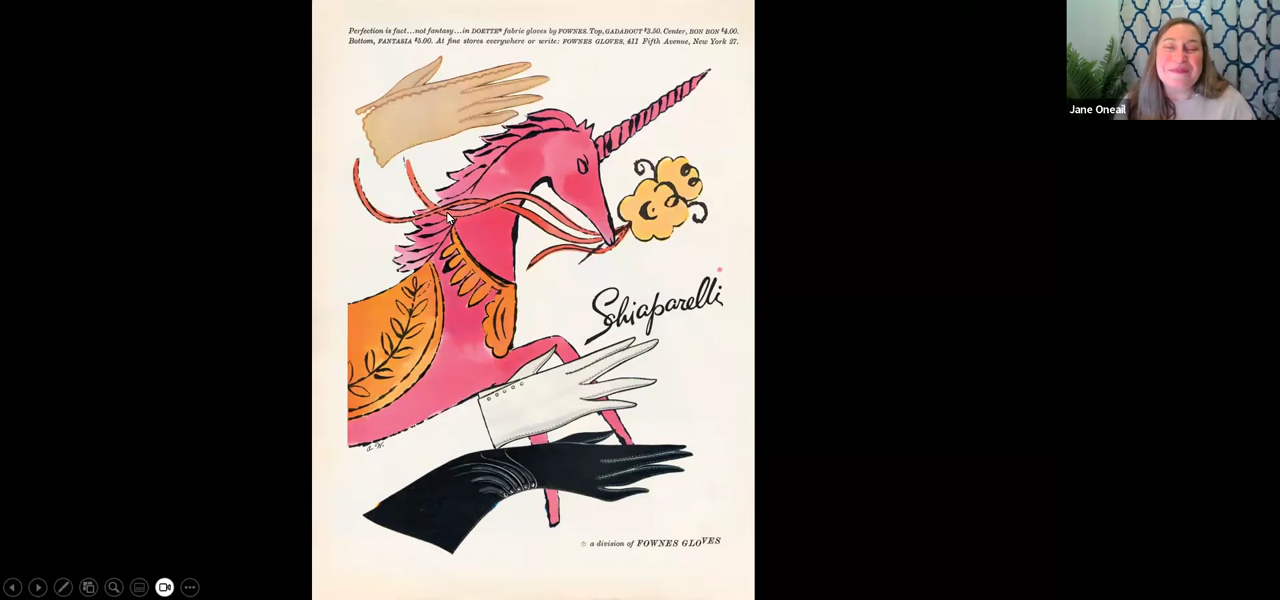 Perfection is fact...not fantasy...in DOETTE® fabric gloves by FOWNES. Top, GADABOUT $3.50. Center, BON BON $4.00.
Bottom, FANTASIA $5.00. At fine stores everywhere or write: FOWNES GLOVES, 411 Fifth Avenue, New York 27.
Jane Oneail
Schiaparelli*
a.W.
* a division of FOWNES GLOVES